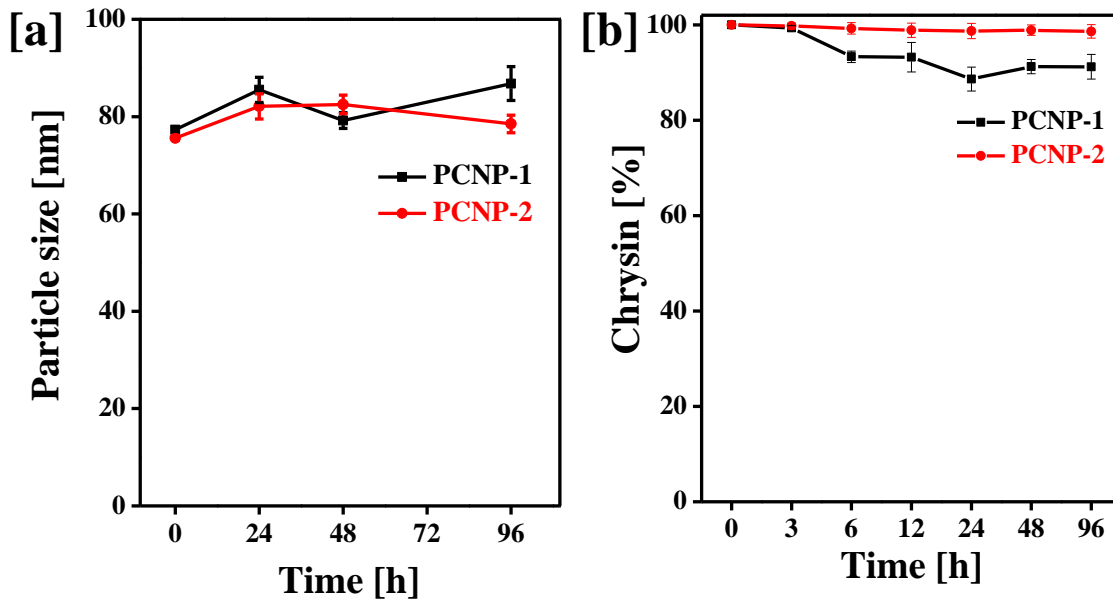 [a]
Particle size [nm]
100
80
60
40
20
0
PCNP-1
PCNP-2
0 24 48 72 96
Time [h]
[b]
Chrysin [%]
100
80
60
40
20
0
PCNP-1
PCNP-2
0 3 6 12 24 48 96
Time [h]